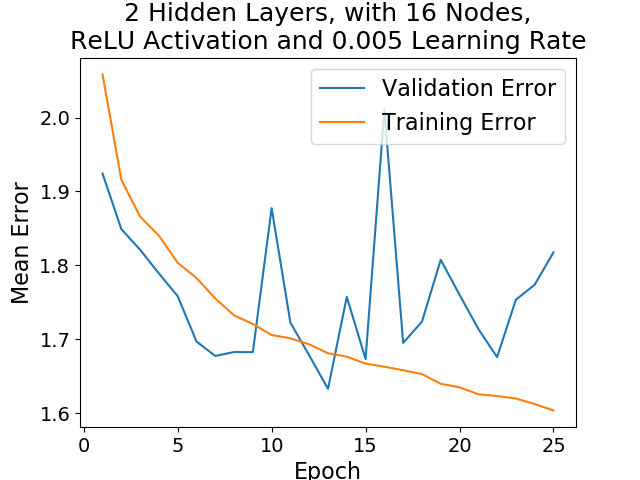 2 Hidden Layers, with 16 Nodes,
ReLU Activation and 0.005 Learning Rate
Validation Error
Training Error
Mean Error
2.0
1.9
1.8
1.7
1.6
0 5 10 15 20 25
Epoch